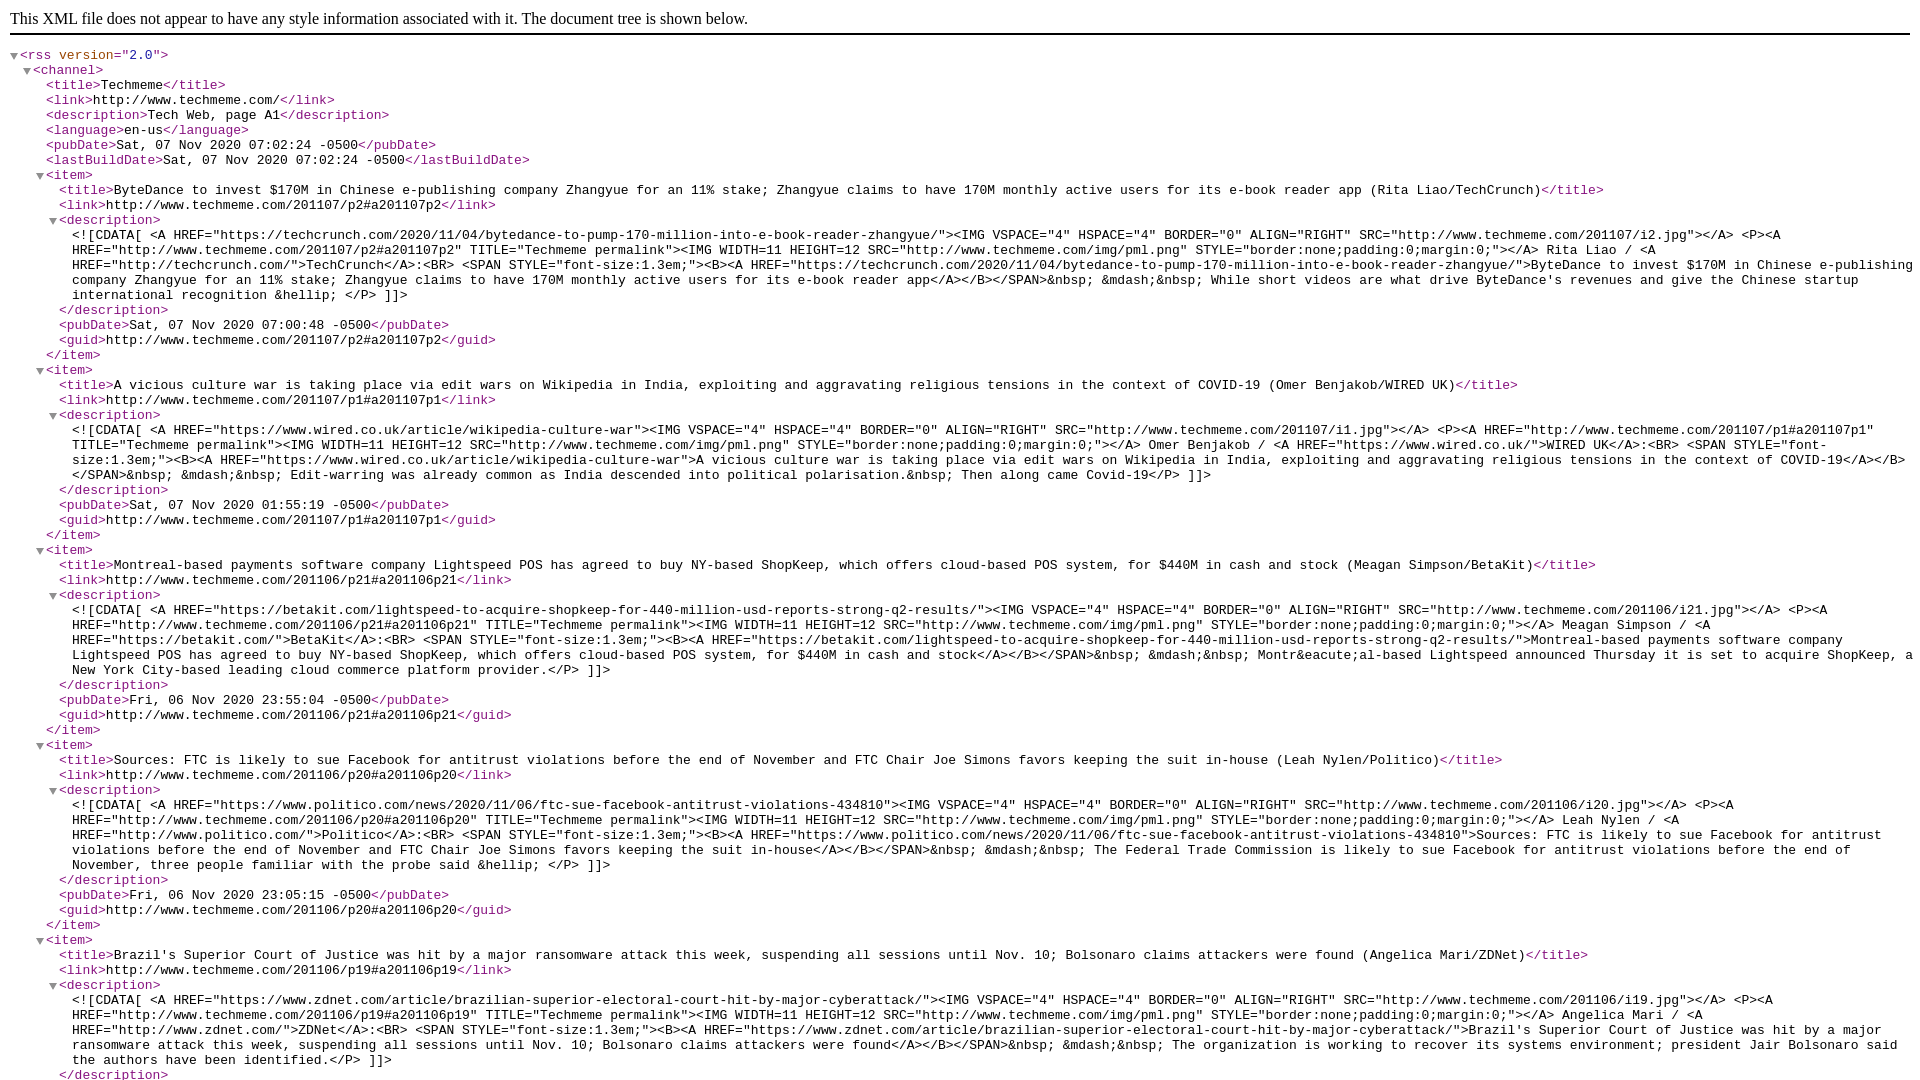 This XML file does not appear to have any style information associated with it. The document tree is shown below.
<rss version="2.0">
<channel>
<title>Techmeme</title>
<link>http://www.techmeme.com/</link>
<description>Tech Web, page A1</description>
<language>en-us</language>
<pubDate>Sat, 07 Nov 2020 07:02:24 -0500</pubDate>
<lastBuildDate>Sat, 07 Nov 2020 07:02:24 -0500</lastBuildDate>
<item>
<title>ByteDance to invest $170M in Chinese e-publishing company Zhangyue for an 11% stake; Zhangyue claims to have 170M monthly active users for its e-book reader app (Rita Liao/TechCrunch)</title>
<link>http://www.techmeme.com/201107/p2#a201107p2</link>
<description>
<![CDATA[ <A HREF="https://techcrunch.com/2020/11/04/bytedance-to-pump-170-million-into-e-book-reader-zhangyue/"><IMG VSPACE="4" HSPACE="4" BORDER="0" ALIGN="RIGHT" SRC="http://www.techmeme.com/201107/i2.jpg"></A> <P><A
HREF="http://www.techmeme.com/201107/p2#a201107p2" TITLE="Techmeme permalink"><IMG WIDTH=11 HEIGHT=12 SRC="http://www.techmeme.com/img/pml.png" STYLE="border:none;padding:0;margin:0;"></A> Rita Liao / <A
HREF="http://techcrunch.com/">TechCrunch</A>:<BR> <SPAN STYLE="font-size:1.3em;"><B><A HREF="https://techcrunch.com/2020/11/04/bytedance-to-pump-170-million-into-e-book-reader-zhangyue/">ByteDance to invest $170M in Chinese e-publishing
company Zhangyue for an 11% stake; Zhangyue claims to have 170M monthly active users for its e-book reader app</A></B></SPAN>&nbsp; &mdash;&nbsp; While short videos are what drive ByteDance's revenues and give the Chinese startup
international recognition &hellip; </P> ]]>
</description>
<pubDate>Sat, 07 Nov 2020 07:00:48 -0500</pubDate>
<guid>http://www.techmeme.com/201107/p2#a201107p2</guid>
</item>
<item>
<title>A vicious culture war is taking place via edit wars on Wikipedia in India, exploiting and aggravating religious tensions in the context of COVID-19 (Omer Benjakob/WIRED UK)</title>
<link>http://www.techmeme.com/201107/p1#a201107p1</link>
<description>
<![CDATA[ <A HREF="https://www.wired.co.uk/article/wikipedia-culture-war"><IMG VSPACE="4" HSPACE="4" BORDER="0" ALIGN="RIGHT" SRC="http://www.techmeme.com/201107/i1.jpg"></A> <P><A HREF="http://www.techmeme.com/201107/p1#a201107p1"
TITLE="Techmeme permalink"><IMG WIDTH=11 HEIGHT=12 SRC="http://www.techmeme.com/img/pml.png" STYLE="border:none;padding:0;margin:0;"></A> Omer Benjakob / <A HREF="https://www.wired.co.uk/">WIRED UK</A>:<BR> <SPAN STYLE="font-
size:1.3em;"><B><A HREF="https://www.wired.co.uk/article/wikipedia-culture-war">A vicious culture war is taking place via edit wars on Wikipedia in India, exploiting and aggravating religious tensions in the context of COVID-19</A></B>
</SPAN>&nbsp; &mdash;&nbsp; Edit-warring was already common as India descended into political polarisation.&nbsp; Then along came Covid-19</P> ]]>
</description>
<pubDate>Sat, 07 Nov 2020 01:55:19 -0500</pubDate>
<guid>http://www.techmeme.com/201107/p1#a201107p1</guid>
</item>
<item>
<title>Montreal-based payments software company Lightspeed POS has agreed to buy NY-based ShopKeep, which offers cloud-based POS system, for $440M in cash and stock (Meagan Simpson/BetaKit)</title>
<link>http://www.techmeme.com/201106/p21#a201106p21</link>
<description>
<![CDATA[ <A HREF="https://betakit.com/lightspeed-to-acquire-shopkeep-for-440-million-usd-reports-strong-q2-results/"><IMG VSPACE="4" HSPACE="4" BORDER="0" ALIGN="RIGHT" SRC="http://www.techmeme.com/201106/i21.jpg"></A> <P><A
HREF="http://www.techmeme.com/201106/p21#a201106p21" TITLE="Techmeme permalink"><IMG WIDTH=11 HEIGHT=12 SRC="http://www.techmeme.com/img/pml.png" STYLE="border:none;padding:0;margin:0;"></A> Meagan Simpson / <A
HREF="https://betakit.com/">BetaKit</A>:<BR> <SPAN STYLE="font-size:1.3em;"><B><A HREF="https://betakit.com/lightspeed-to-acquire-shopkeep-for-440-million-usd-reports-strong-q2-results/">Montreal-based payments software company
Lightspeed POS has agreed to buy NY-based ShopKeep, which offers cloud-based POS system, for $440M in cash and stock</A></B></SPAN>&nbsp; &mdash;&nbsp; Montr&eacute;al-based Lightspeed announced Thursday it is set to acquire ShopKeep, a
New York City-based leading cloud commerce platform provider.</P> ]]>
</description>
<pubDate>Fri, 06 Nov 2020 23:55:04 -0500</pubDate>
<guid>http://www.techmeme.com/201106/p21#a201106p21</guid>
</item>
<item>
<title>Sources: FTC is likely to sue Facebook for antitrust violations before the end of November and FTC Chair Joe Simons favors keeping the suit in-house (Leah Nylen/Politico)</title>
<link>http://www.techmeme.com/201106/p20#a201106p20</link>
<description>
<![CDATA[ <A HREF="https://www.politico.com/news/2020/11/06/ftc-sue-facebook-antitrust-violations-434810"><IMG VSPACE="4" HSPACE="4" BORDER="0" ALIGN="RIGHT" SRC="http://www.techmeme.com/201106/i20.jpg"></A> <P><A
HREF="http://www.techmeme.com/201106/p20#a201106p20" TITLE="Techmeme permalink"><IMG WIDTH=11 HEIGHT=12 SRC="http://www.techmeme.com/img/pml.png" STYLE="border:none;padding:0;margin:0;"></A> Leah Nylen / <A
HREF="http://www.politico.com/">Politico</A>:<BR> <SPAN STYLE="font-size:1.3em;"><B><A HREF="https://www.politico.com/news/2020/11/06/ftc-sue-facebook-antitrust-violations-434810">Sources: FTC is likely to sue Facebook for antitrust
violations before the end of November and FTC Chair Joe Simons favors keeping the suit in-house</A></B></SPAN>&nbsp; &mdash;&nbsp; The Federal Trade Commission is likely to sue Facebook for antitrust violations before the end of
November, three people familiar with the probe said &hellip; </P> ]]>
</description>
<pubDate>Fri, 06 Nov 2020 23:05:15 -0500</pubDate>
<guid>http://www.techmeme.com/201106/p20#a201106p20</guid>
</item>
<item>
<title>Brazil's Superior Court of Justice was hit by a major ransomware attack this week, suspending all sessions until Nov. 10; Bolsonaro claims attackers were found (Angelica Mari/ZDNet)</title>
<link>http://www.techmeme.com/201106/p19#a201106p19</link>
<description>
<![CDATA[ <A HREF="https://www.zdnet.com/article/brazilian-superior-electoral-court-hit-by-major-cyberattack/"><IMG VSPACE="4" HSPACE="4" BORDER="0" ALIGN="RIGHT" SRC="http://www.techmeme.com/201106/i19.jpg"></A> <P><A
HREF="http://www.techmeme.com/201106/p19#a201106p19" TITLE="Techmeme permalink"><IMG WIDTH=11 HEIGHT=12 SRC="http://www.techmeme.com/img/pml.png" STYLE="border:none;padding:0;margin:0;"></A> Angelica Mari / <A
HREF="http://www.zdnet.com/">ZDNet</A>:<BR> <SPAN STYLE="font-size:1.3em;"><B><A HREF="https://www.zdnet.com/article/brazilian-superior-electoral-court-hit-by-major-cyberattack/">Brazil's Superior Court of Justice was hit by a major
ransomware attack this week, suspending all sessions until Nov. 10; Bolsonaro claims attackers were found</A></B></SPAN>&nbsp; &mdash;&nbsp; The organization is working to recover its systems environment; president Jair Bolsonaro said
the authors have been identified.</P> ]]>
</description>